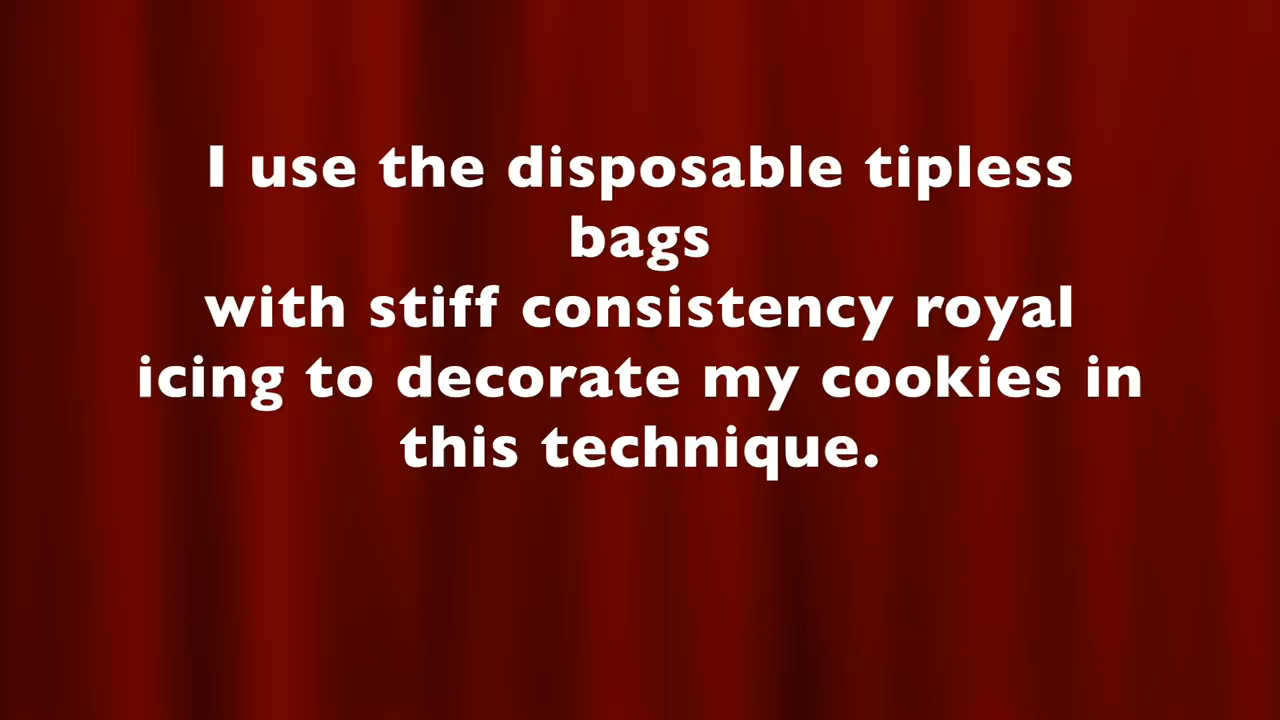 I use the disposable tipless
bags
with stiff consistency royal
icing to decorate my cookies in
this technique.